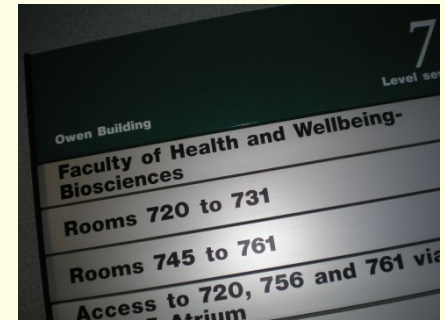 7
Level se
Owen Building
Faculty of Health and Wellbeing-
Biosciences
Rooms 720 to 731
Rooms 745 to 761
Access to 720, 756 and 761 via
Atrium